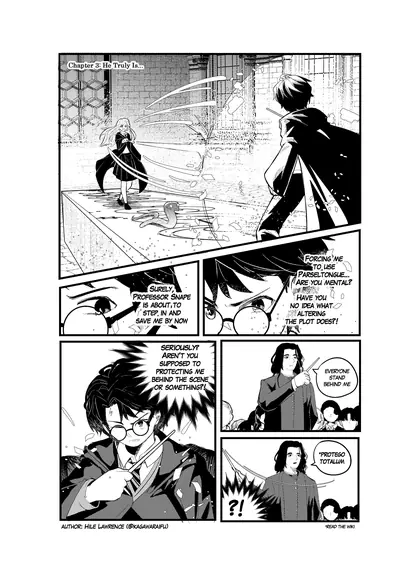 Chapter 3: He Truly Is...
SURELY,
PROFESSOR SNAPE
IS ABOUT TO
STEP IN AND
SAVE ME BY NOW
FORCING ME
TO USE
PARSELTONGUE...
ARE YOU MENTAL?
HAVE YOU
NO IDEA WHAT
ALTERING
THE PLOT DOES?!
SERIOUSLY?
AREN'T YOU
SUPPOSED TO
PROTECTING ME
BEHIND THE SCENE
OR SOMETHING?!
EVERYONE
STAND
BEHIND ME
*PROTEGO
TOTALUM
?!
AUTHOR: HILE LAWRENCE (@KAGAWARAIFU)
*READ THE WIKI